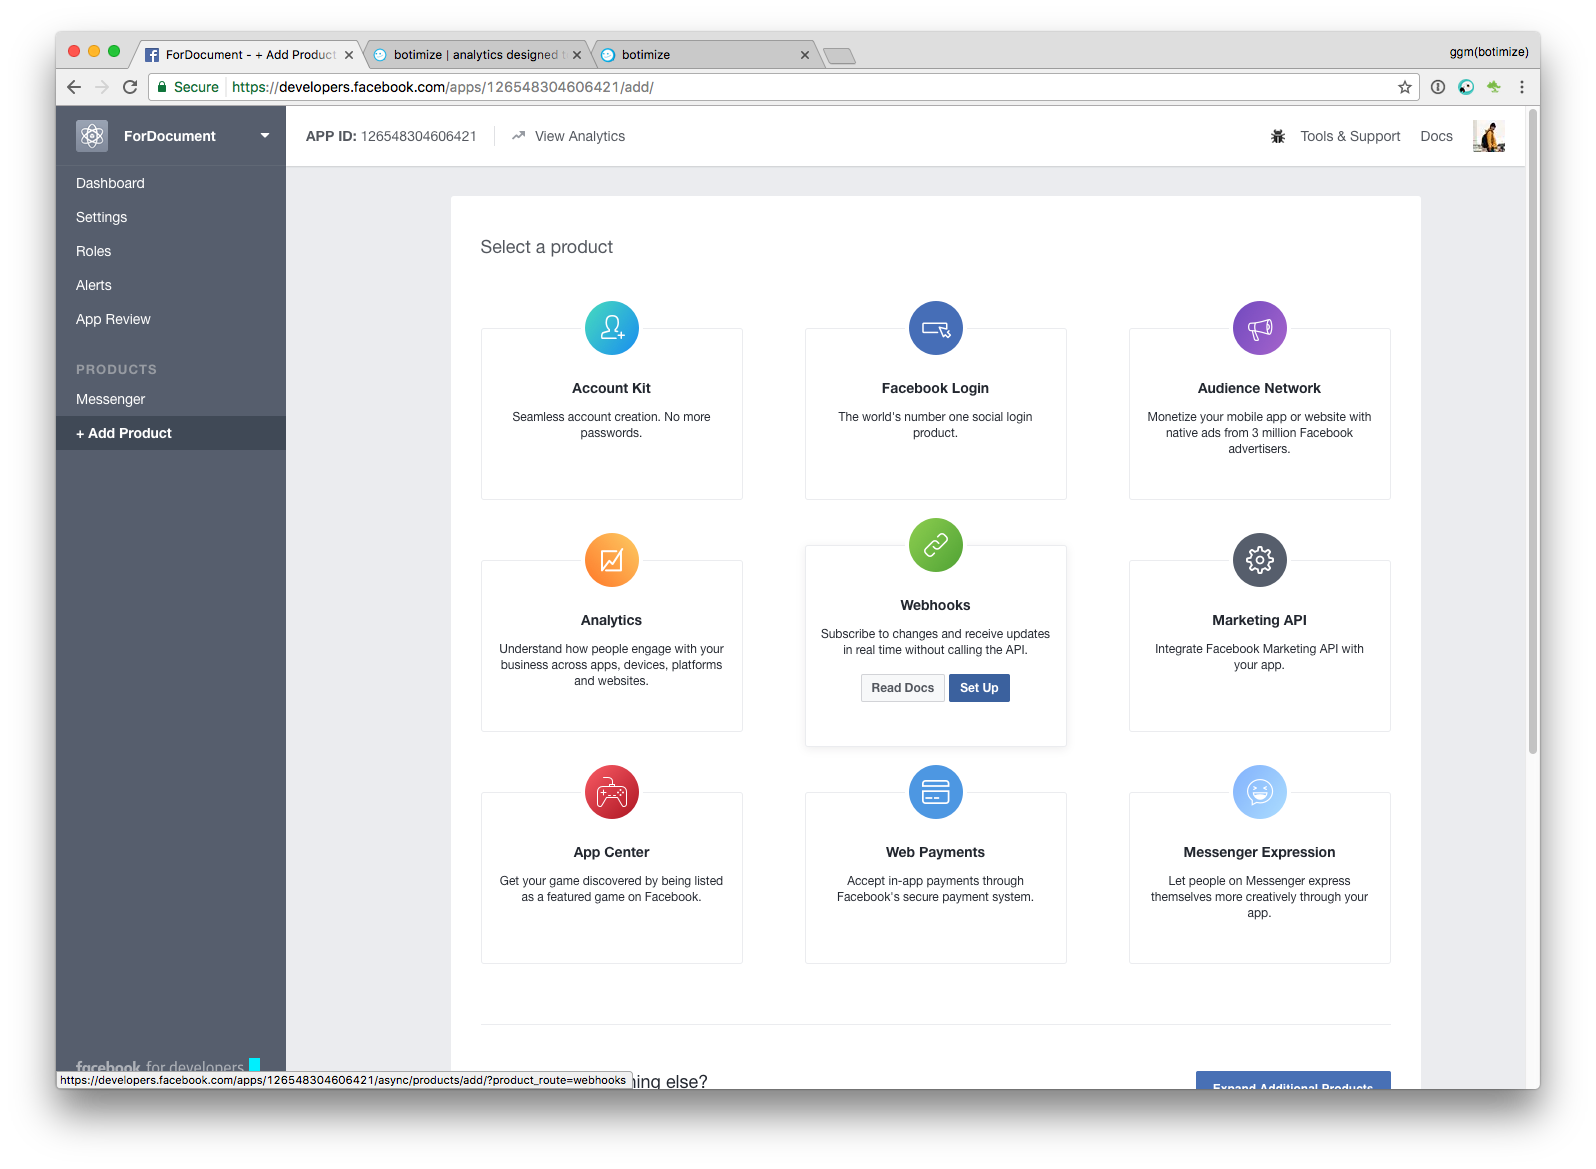 ForDocument - + Add Product
botimize | analytics designed t
botimize
ggm(botimize)
Secure
https://developers.facebook.com/apps/126548304606421/add/
ForDocument
APP ID: 126548304606421
View Analytics
Tools & Support
Docs
Dashboard
Settings
Roles
Alerts
App Review
PRODUCTS
Messenger
+ Add Product
Select a product
Account Kit
Seamless account creation. No more
passwords.
Facebook Login
The world's number one social login
product.
Audience Network
Monetize your mobile app or website with
native ads from 3 million Facebook
advertisers.
Analytics
Understand how people engage with your
business across apps, devices, platforms
and websites.
Webhooks
Subscribe to changes and receive updates
in real time without calling the API.
Read Docs
Set Up
Marketing API
Integrate Facebook Marketing API with
your app.
App Center
Get your game discovered by being listed
as a featured game on Facebook.
Web Payments
Accept in-app payments through
Facebook's secure payment system.
Messenger Expression
Let people on Messenger express
themselves more creatively through your
app.
facebook for developers
https://developers.facebook.com/apps/126548304606421/async/products/add/?product_route=webhooks
else?
Expand Additional Products